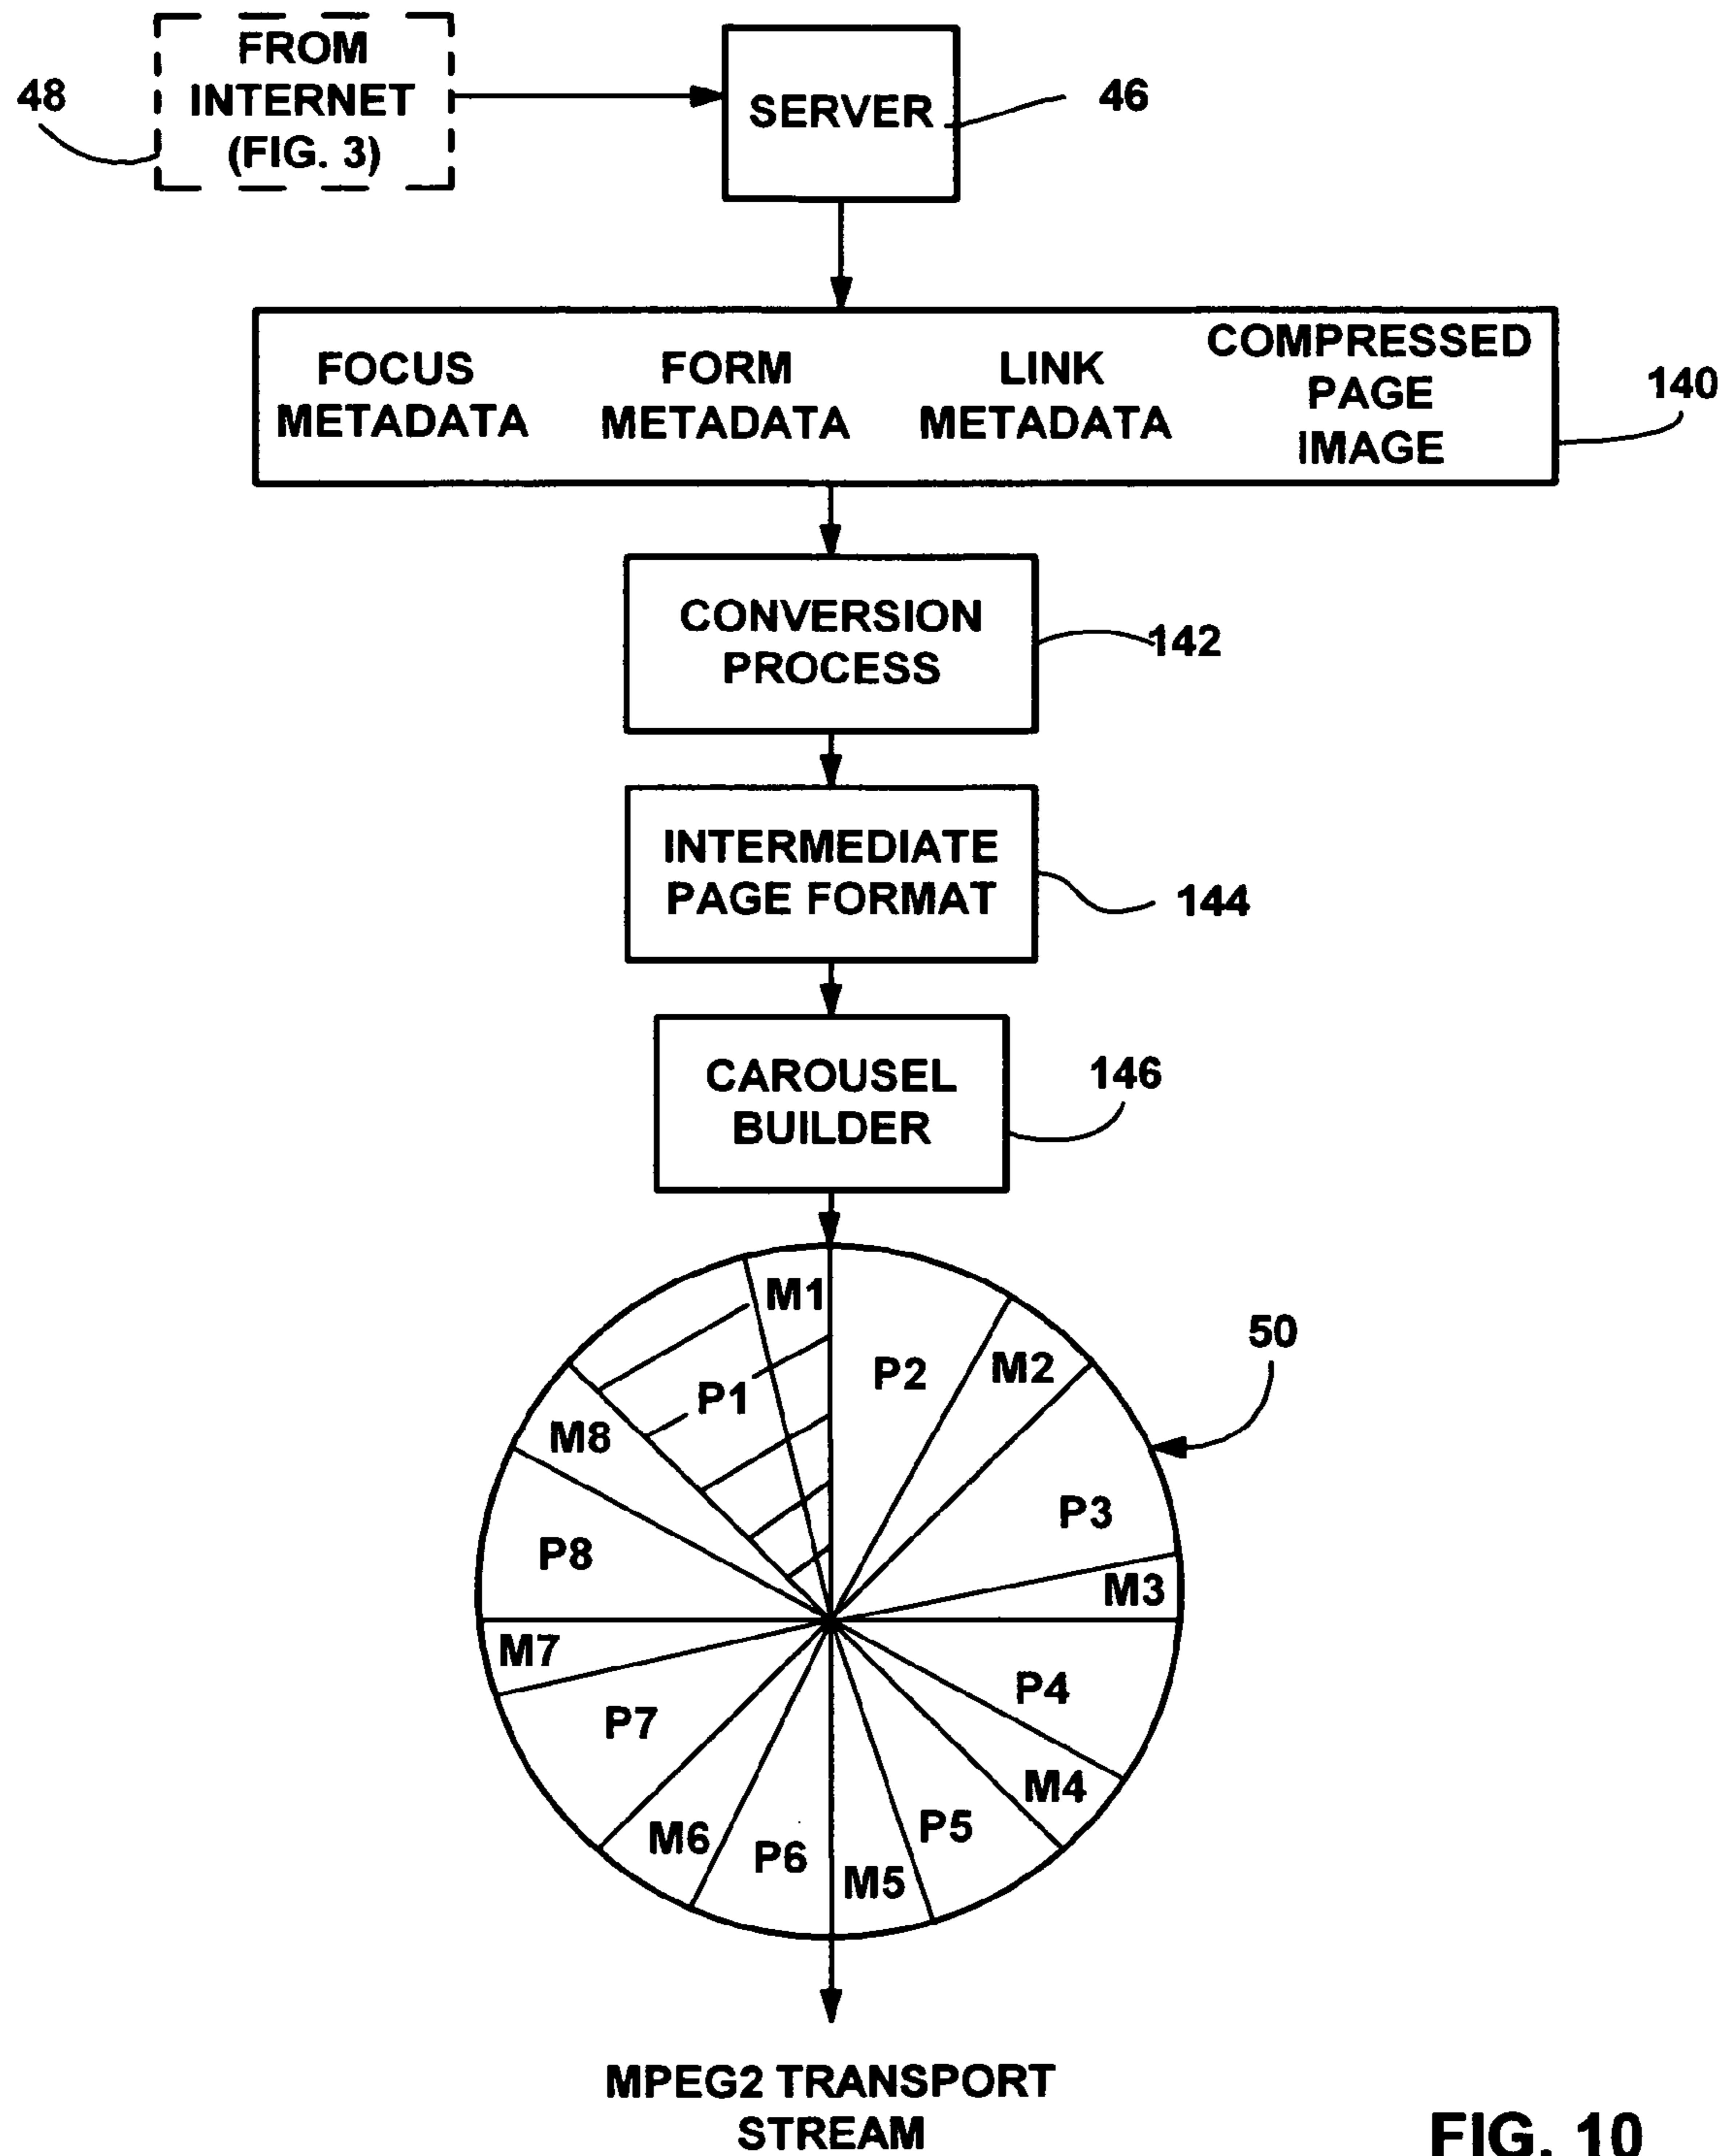 FROM
INTERNET
(FIG. 3)
48
SERVER
46
FOCUS
METADATA
FORM
METADATA
LINK
METADATA
COMPRESSED
PAGE
IMAGE
140
CONVERSION
PROCESS
142
INTERMEDIATE
PAGE FORMAT
144
CAROUSEL
BUILDER
146
M1
P2
M2
50
P1
M8
P3
P8
M3
M7
P4
P7
M4
P5
M6
P6
M5
MPEG2 TRANSPORT
STREAM
FIG. 10